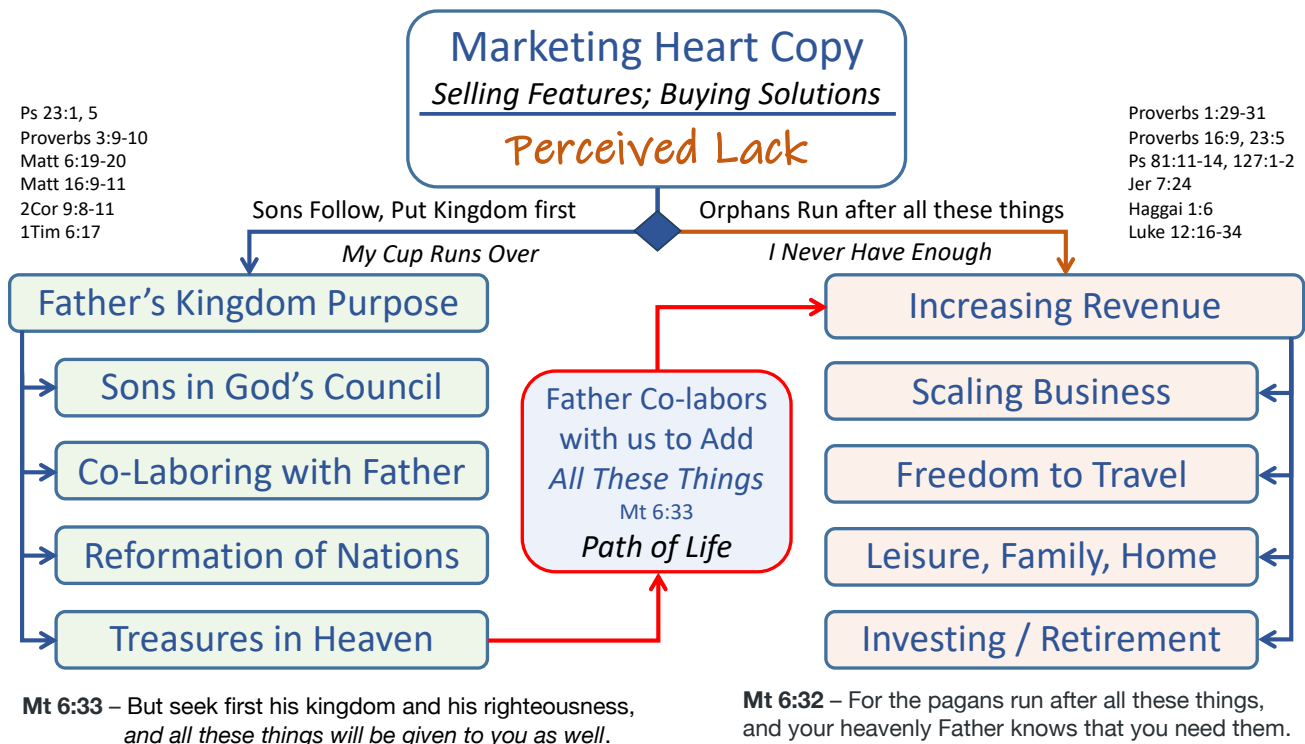 Marketing Heart Copy
Selling Features; Buying Solutions
Perceived Lack
Ps 23:1, 5
Proverbs 3:9-10
Matt 6:19-20
Matt 16:9-11
2Cor 9:8-11
1Tim 6:17
Proverbs 1:29-31
Proverbs 16:9, 23:5
Ps 81:11-14, 127:1-2
Jer 7:24
Haggai 1:6
Luke 12:16-34
Sons Follow, Put Kingdom first
My Cup Runs Over
Orphans Run after all these things
I Never Have Enough
Father's Kingdom Purpose
Sons in God's Council
Co-Laboring with Father
Reformation of Nations
Treasures in Heaven
Father Co-labors
with us to Add
All These Things
Mt 6:33
Path of Life
Increasing Revenue
Scaling Business
Freedom to Travel
Leisure, Family, Home
Investing / Retirement
Mt 6:33 – But seek first his kingdom and his righteousness,
and all these things will be given to you as well.
Mt 6:32 – For the pagans run after all these things,
and your heavenly Father knows that you need them.